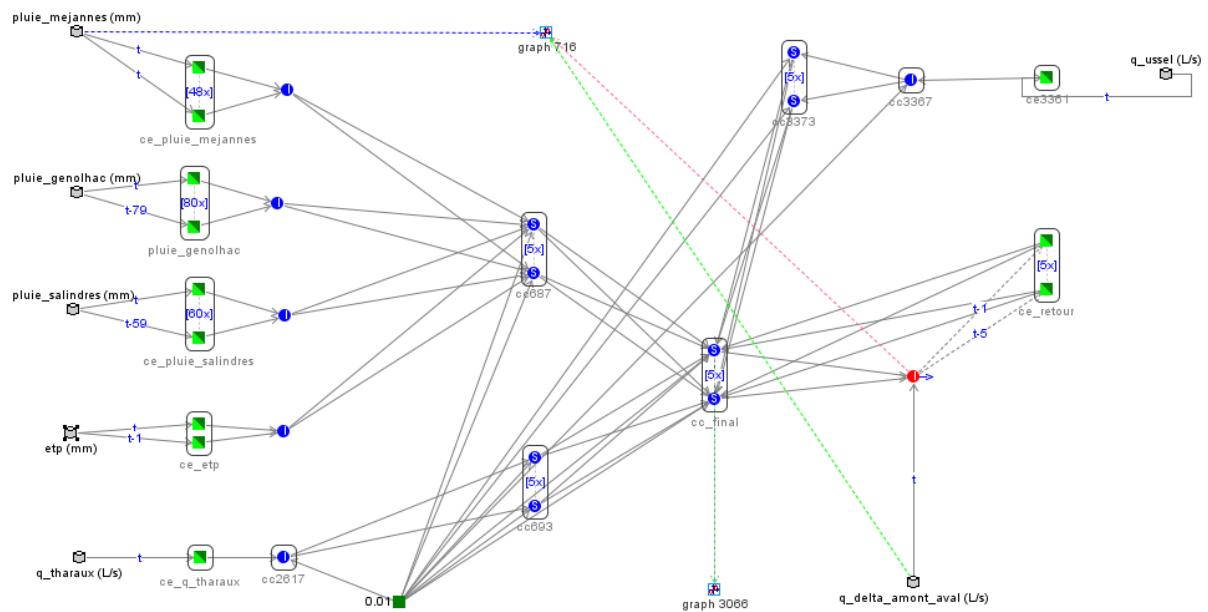 pluie_mejannes (mm)
t
t
[48x]
I
ce_pluie_mejannes
graph 716
S
[5x]
S
cc3373
I
cc3367
ce3361
q_ussel (L/s)
t
pluie_genolhac (mm)
t
t-79
[80x]
I
pluie_genolhac
S
[5x]
S
cc687
[5x]
ce_retour
t-1
t-5
pluie_salindres (mm)
t
t-59
[60x]
I
ce_pluie_salindres
S
[5x]
S
cc_final
I
etp (mm)
t
t-1
I
ce_etp
S
[5x]
S
cc693
t
q_tharaux (L/s)
t
ce_q_tharaux
I
cc2617
0.01
graph 3066
q_delta_amont_aval (L/s)